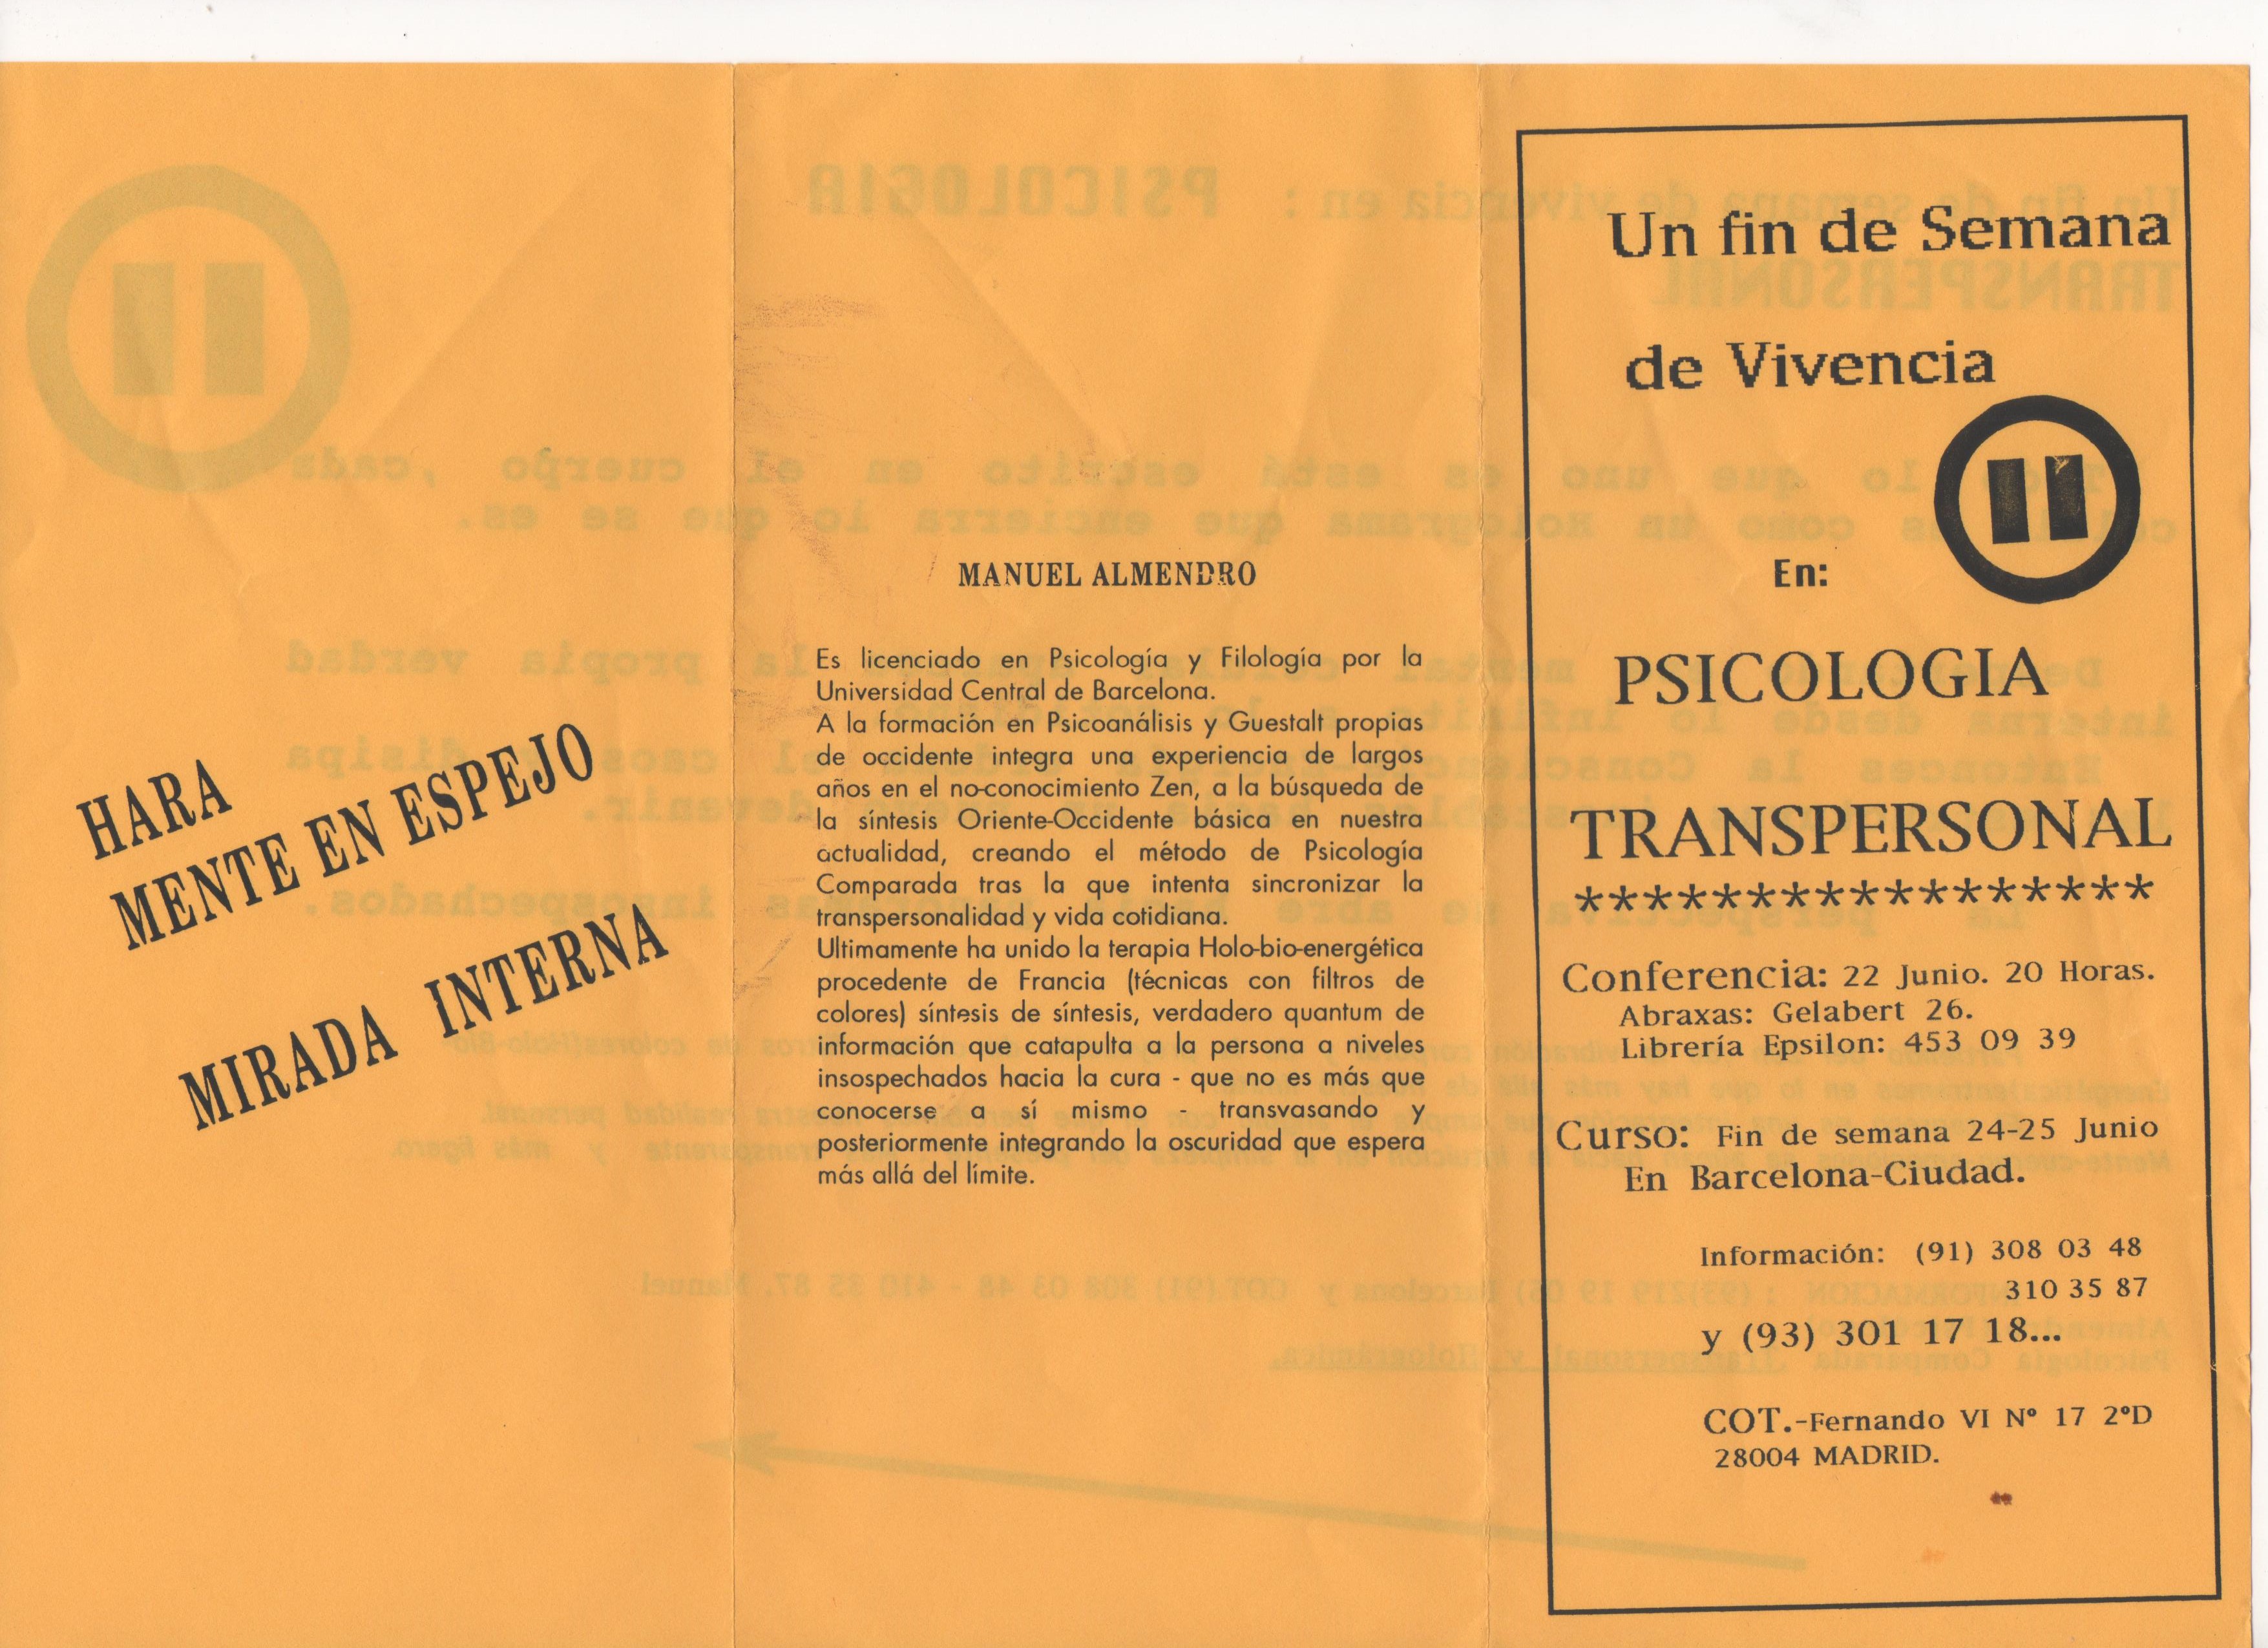 HARA
MENTE EN ESPEJO
MIRADA INTERNA
MANUEL ALMENDRO
Es licenciado en Psicología y Filología por la
Universidad Central de Barcelona.
A la formación en Psicoanálisis y Guestalt propias
de occidente integra una experiencia de largos
años en el no-conocimiento Zen, a la búsqueda de
la síntesis Oriente-Occidente básica en nuestra
actualidad, creando el método de Psicología
Comparada tras la que intenta sincronizar la
transpersonalidad y vida cotidiana.
Ultimamente ha unido la terapia Holo-bio-energética
procedente de Francia (técnicas con filtros de
colores) síntesis de síntesis, verdadero quantum de
información que catapulta a la persona a niveles
insospechados hacia la cura - que no es más que
conocerse a sí mismo - transvasando y
posteriormente integrando la oscuridad que espera
más allá del límite.
Un fin de Semana
de Vivencia
En:
PSICOLOGIA
TRANSPERSONAL
*****************
Conferencia: 22 Junio. 20 Horas.
Abraxas: Gelabert 26.
Librería Epsilon: 453 09 39
Curso: Fin de semana 24-25 Junio
En Barcelona-Ciudad.
Información: (91) 308 03 48
310 35 87
y (93) 301 17 18...
COT.-Fernando VI Nº 17 2ºD
28004 MADRID.